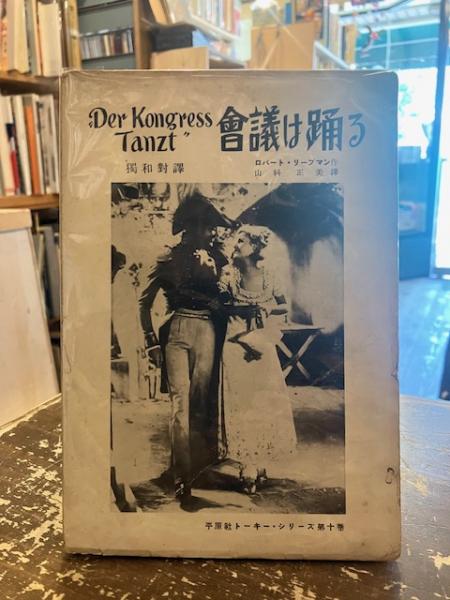 "Der Kongress
Tanzt"
會議は踊る
獨和對譯
ロバート・リープマン作
山科正美譯
平原社トーキー・シリーズ第十巻